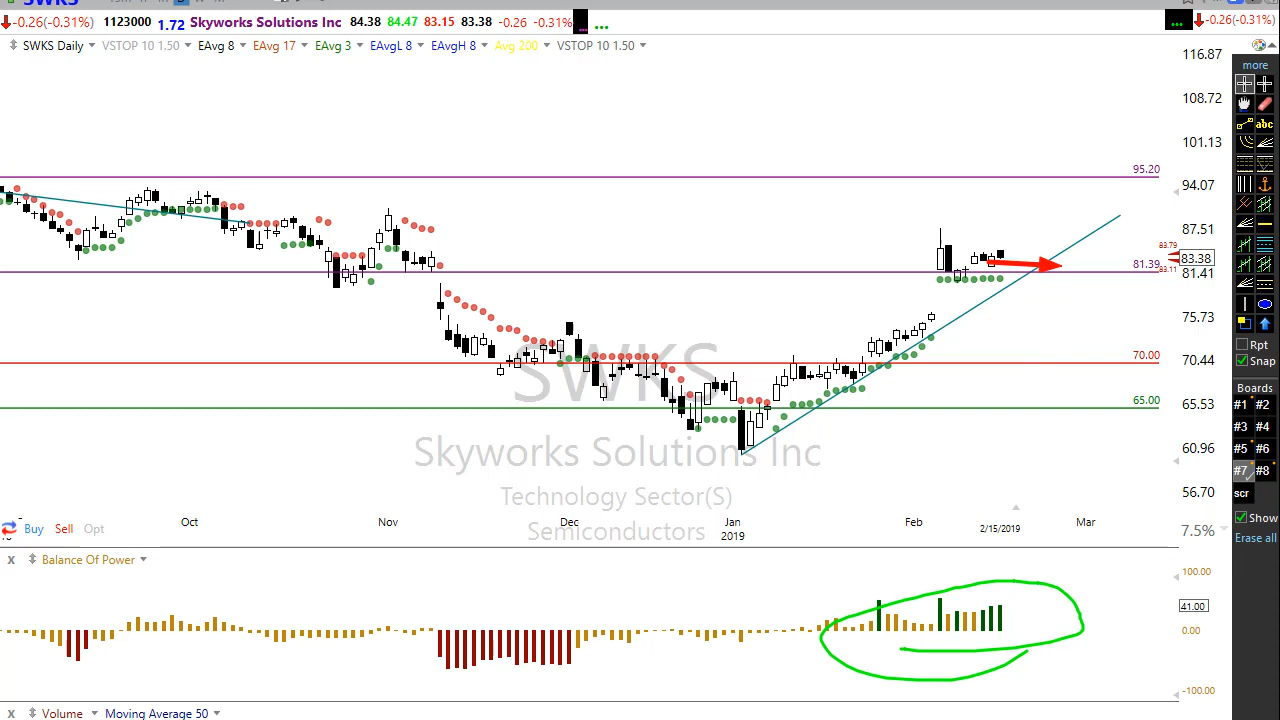 SWKS
-0.26(-0.31%) 1123000 1.72 Skyworks Solutions Inc 84.38 84.47 83.15 83.38 -0.26 -0.31% ... ... -0.26(-0.31%)
SWKS Daily VSTOP 10 1.50 EAvg 8 EAvg 17 EAvg 3 EAvgL 8 EAvgH 8 Avg 200 VSTOP 10 1.50
116.87
more
108.72
abc
101.13
95.20
94.07
87.51
83.79
83.38
81.39
83.11
81.41
75.73
Rpt
70.00
70.44
Snap
SWKS
Boards
65.00
65.53
#1 #2
#3 #4
Skyworks Solutions Inc
60.96
#5 #6
#7 #8
Technology Sector(S)
56.70
scr
Oct Nov Dec Jan Feb Mar
2019
2/15/2019
Show
Buy Sell Opt
Semiconductors
7.5%
Erase all
X Balance Of Power
100.00
41.00
0.00
-100.00
X Volume Moving Average 50